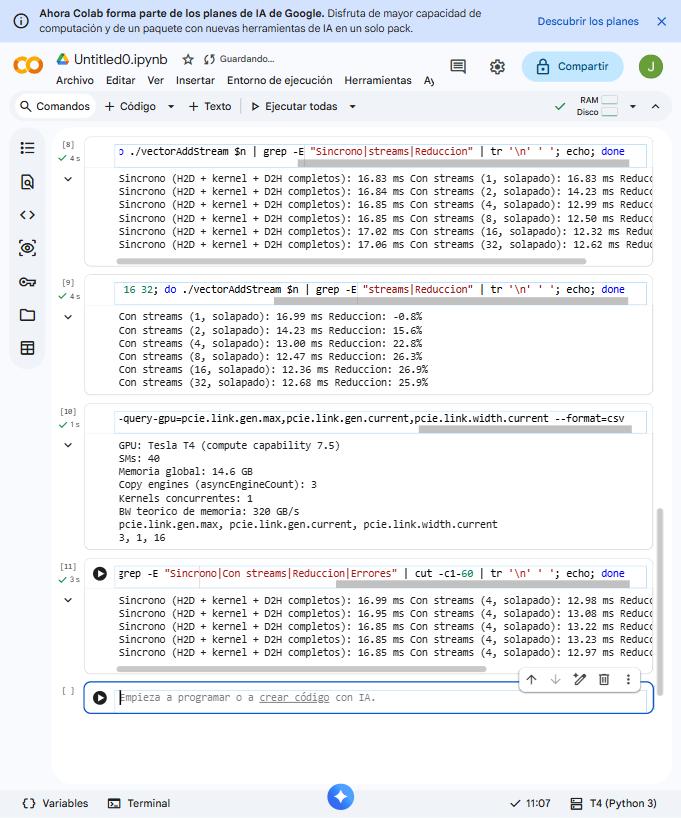 Ahora Colab forma parte de los planes de IA de Google. Disfruta de mayor capacidad de
computación y de un paquete con nuevas herramientas de IA en un solo pack.
Descubrir los planes
Untitled0.ipynb
Guardando...
Compartir
J
Archivo Editar Ver Insertar Entorno de ejecución Herramientas Ay
Comandos + Código + Texto Ejecutar todas
RAM
Disco
[8]
4 s
./vectorAddStream $n | grep -E "Sincrono|streams|Reduccion" | tr '\n' ' '; echo; done
Sincrono (H2D + kernel + D2H completos): 16.83 ms Con streams (1, solapado): 16.83 ms Reducc
Sincrono (H2D + kernel + D2H completos): 16.84 ms Con streams (2, solapado): 14.23 ms Reducc
Sincrono (H2D + kernel + D2H completos): 16.85 ms Con streams (4, solapado): 12.99 ms Reducc
Sincrono (H2D + kernel + D2H completos): 16.85 ms Con streams (8, solapado): 12.50 ms Reducc
Sincrono (H2D + kernel + D2H completos): 17.02 ms Con streams (16, solapado): 12.32 ms Reduc
Sincrono (H2D + kernel + D2H completos): 17.06 ms Con streams (32, solapado): 12.62 ms Reduc
[9]
4 s
16 32; do ./vectorAddStream $n | grep -E "streams|Reduccion" | tr '\n' ' '; echo; done
Con streams (1, solapado): 16.99 ms Reduccion: -0.8%
Con streams (2, solapado): 14.23 ms Reduccion: 15.6%
Con streams (4, solapado): 13.00 ms Reduccion: 22.8%
Con streams (8, solapado): 12.47 ms Reduccion: 26.3%
Con streams (16, solapado): 12.36 ms Reduccion: 26.9%
Con streams (32, solapado): 12.68 ms Reduccion: 25.9%
[10]
1 s
-query-gpu=pcie.link.gen.max,pcie.link.gen.current,pcie.link.width.current --format=csv
GPU: Tesla T4 (compute capability 7.5)
SMs: 40
Memoria global: 14.6 GB
Copy engines (asyncEngineCount): 3
Kernels concurrentes: 1
BW teorico de memoria: 320 GB/s
pcie.link.gen.max, pcie.link.gen.current, pcie.link.width.current
3, 1, 16
[11]
3 s
grep -E "Sincrono|Con streams|Reduccion|Errores" | cut -c1-60 | tr '\n' ' '; echo; done
Sincrono (H2D + kernel + D2H completos): 16.99 ms Con streams (4, solapado): 12.98 ms Reducc
Sincrono (H2D + kernel + D2H completos): 16.95 ms Con streams (4, solapado): 13.08 ms Reducc
Sincrono (H2D + kernel + D2H completos): 16.85 ms Con streams (4, solapado): 13.22 ms Reducc
Sincrono (H2D + kernel + D2H completos): 16.85 ms Con streams (4, solapado): 13.23 ms Reducc
Sincrono (H2D + kernel + D2H completos): 16.85 ms Con streams (4, solapado): 12.97 ms Reducc
[ ]
Empieza a programar o a crear código con IA.
Variables Terminal
11:07 T4 (Python 3)